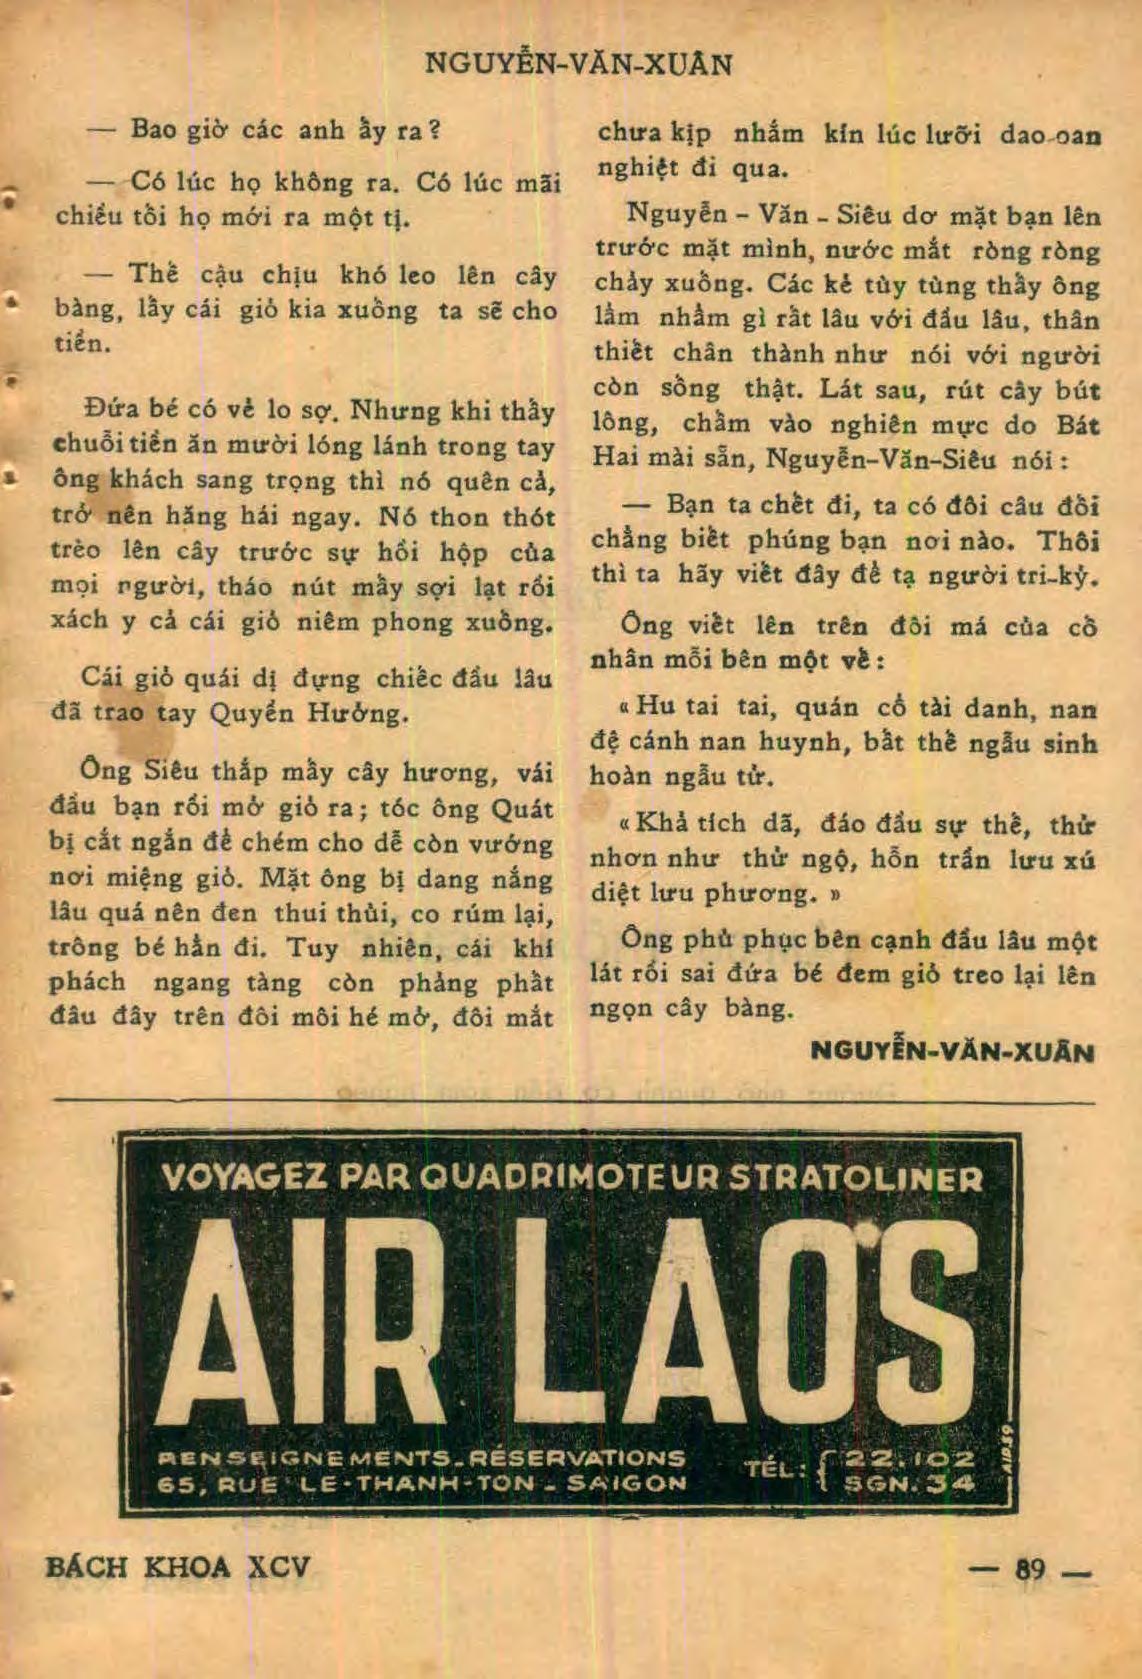 NGUYỄN-VĂN-XUÂN
— Bao giờ các anh ấy ra?
— Có lúc họ không ra. Có lúc mãi
chiều tối họ mới ra một tị.
— Thế cậu chịu khó leo lên cây
bàng, lấy cái giỏ kia xuống ta sẽ cho
tiền.
Đứa bé có vẻ lo sợ. Nhưng khi thấy
chuỗi tiền ăn mười lóng lánh trong tay
ông khách sang trọng thì nó quên cả,
trở nên hăng hái ngay. Nó thon thót
trèo lên cây trước sự hồi hộp của
mọi người, tháo nút mấy sợi lạt rồi
xách y cả cái giỏ niêm phong xuống.
Cái giỏ quái dị đựng chiếc đầu lâu
đã trao tay Quyền Hưởng.
Ông Siêu thắp mấy cây hương, vái
đầu bạn rồi mở giỏ ra; tóc ông Quát
bị cắt ngắn để chém cho dễ còn vướng
nơi miệng giỏ. Mặt ông bị dang nắng
lâu quá nên đen thui thủi, co rúm lại,
trông bé hẳn đi. Tuy nhiên, cái khí
phách ngang tàng còn phảng phất
đâu đây trên đôi môi hé mở, đôi mắt
chưa kịp nhắm kín lúc lưỡi dao oan
nghiệt đi qua.
Nguyễn - Văn - Siêu dơ mặt bạn lên
trước mặt mình, nước mắt ròng ròng
chảy xuống. Các kẻ tùy tùng thấy ông
lầm nhầm gì rất lâu với đầu lâu, thân
thiết chân thành như nói với người
còn sống thật. Lát sau, rút cây bút
lông, chấm vào nghiên mực do Bát
Hai mài sẵn, Nguyễn-Văn-Siêu nói:
— Bạn ta chết đi, ta có đôi câu đối
chẳng biết phúng bạn nơi nào. Thôi
thì ta hãy viết đây để tạ người tri-kỷ.
Ông viết lên trên đôi má của cố
nhân mỗi bên một vế:
« Hu tai tai, quán cổ tài danh, nan
đệ cánh nan huynh, bất thế ngẫu sinh
hoàn ngẫu tử.
« Khả tích dã, đáo đầu sự thế, thử
nhơn như thử ngộ, hỗn trần lưu xú
diệt lưu phương. »
Ông phủ phục bên cạnh đầu lâu một
lát rồi sai đứa bé đem giỏ treo lại lên
ngọn cây bàng.
NGUYỄN-VĂN-XUÂN
VOYAGEZ PAR QUADRIMOTEUR STRATOLINER
AIR LAOS
RENSEIGNEMENTS-RÉSERVATIONS
65, RUE LE-THANH-TON - SAIGON
TÉL: { 22.102
SGN. 34
BÁCH KHOA XCV
— 89 —